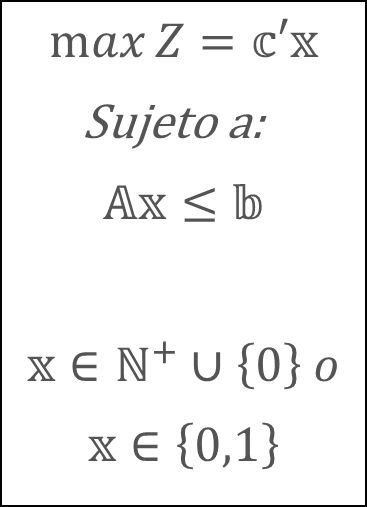 max Z = 𝕔′𝕩
Sujeto a:
𝔸𝕩 ≤ 𝕓
𝕩 ∈ ℕ⁺ ∪ {0} o
𝕩 ∈ {0,1}